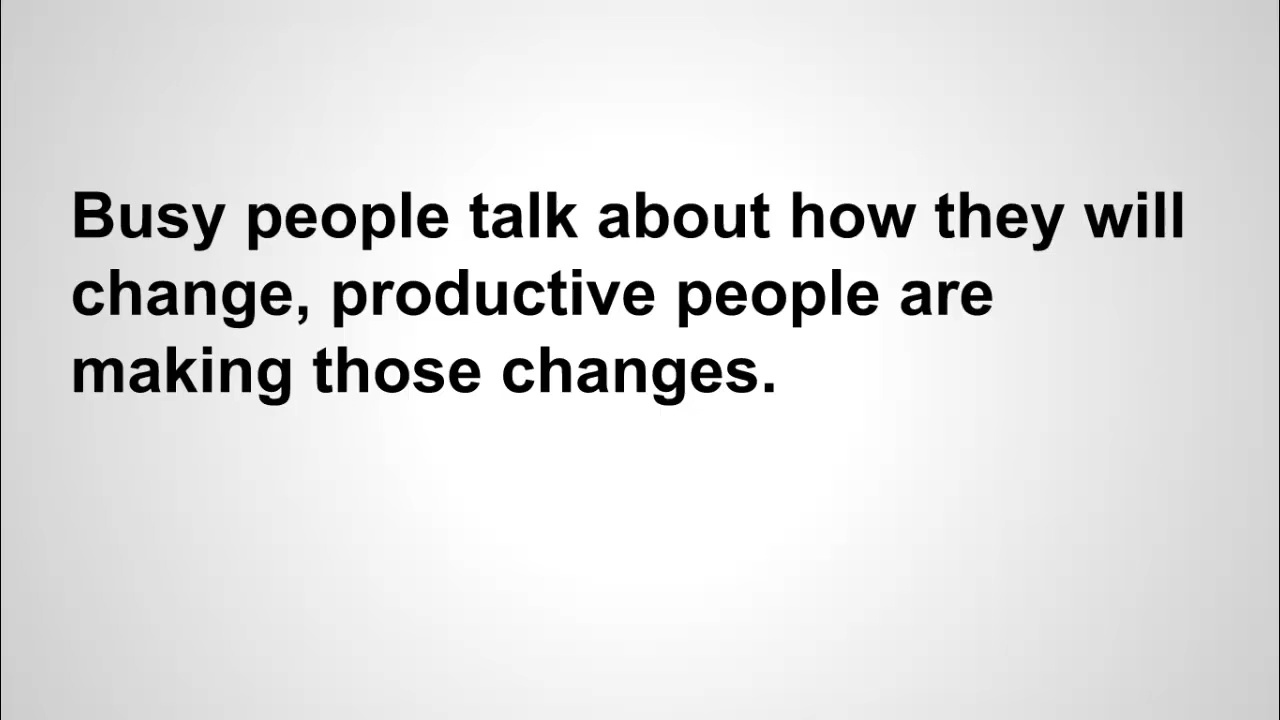 Busy people talk about how they will
change, productive people are
making those changes.